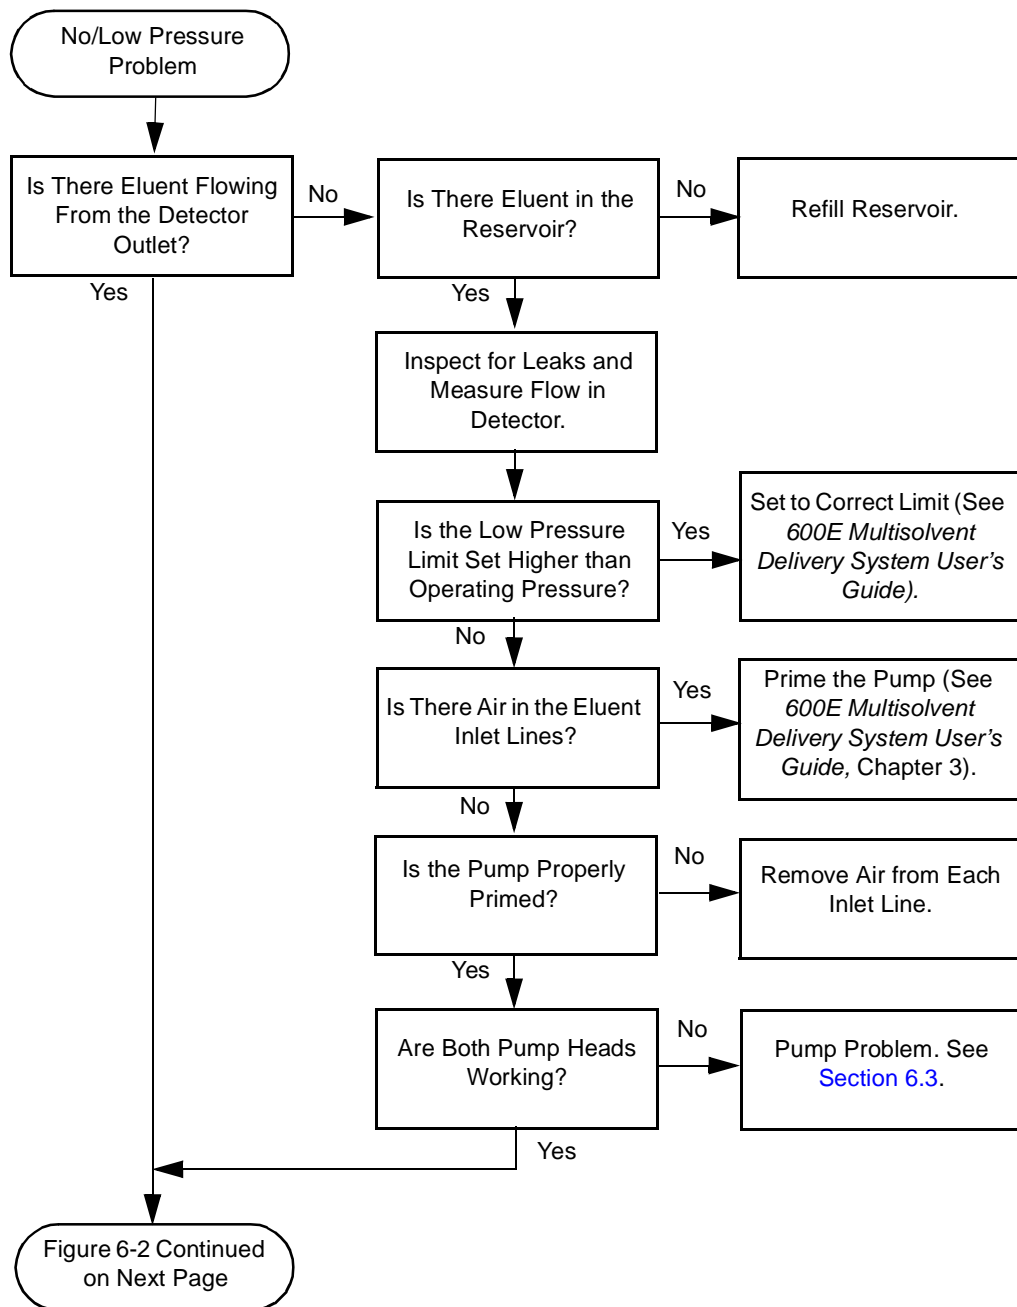 No/Low Pressure
Problem
Is There Eluent Flowing
From the Detector
Outlet?
No
Is There Eluent in the
Reservoir?
No
Refill Reservoir.
Yes
Yes
Inspect for Leaks and
Measure Flow in
Detector.
Is the Low Pressure
Limit Set Higher than
Operating Pressure?
Yes
Set to Correct Limit (See
600E Multisolvent
Delivery System User's
Guide).
No
Is There Air in the Eluent
Inlet Lines?
Yes
Prime the Pump (See
600E Multisolvent
Delivery System User's
Guide, Chapter 3).
No
Is the Pump Properly
Primed?
No
Remove Air from Each
Inlet Line.
Yes
Are Both Pump Heads
Working?
No
Pump Problem. See
Section 6.3.
Yes
Figure 6-2 Continued
on Next Page